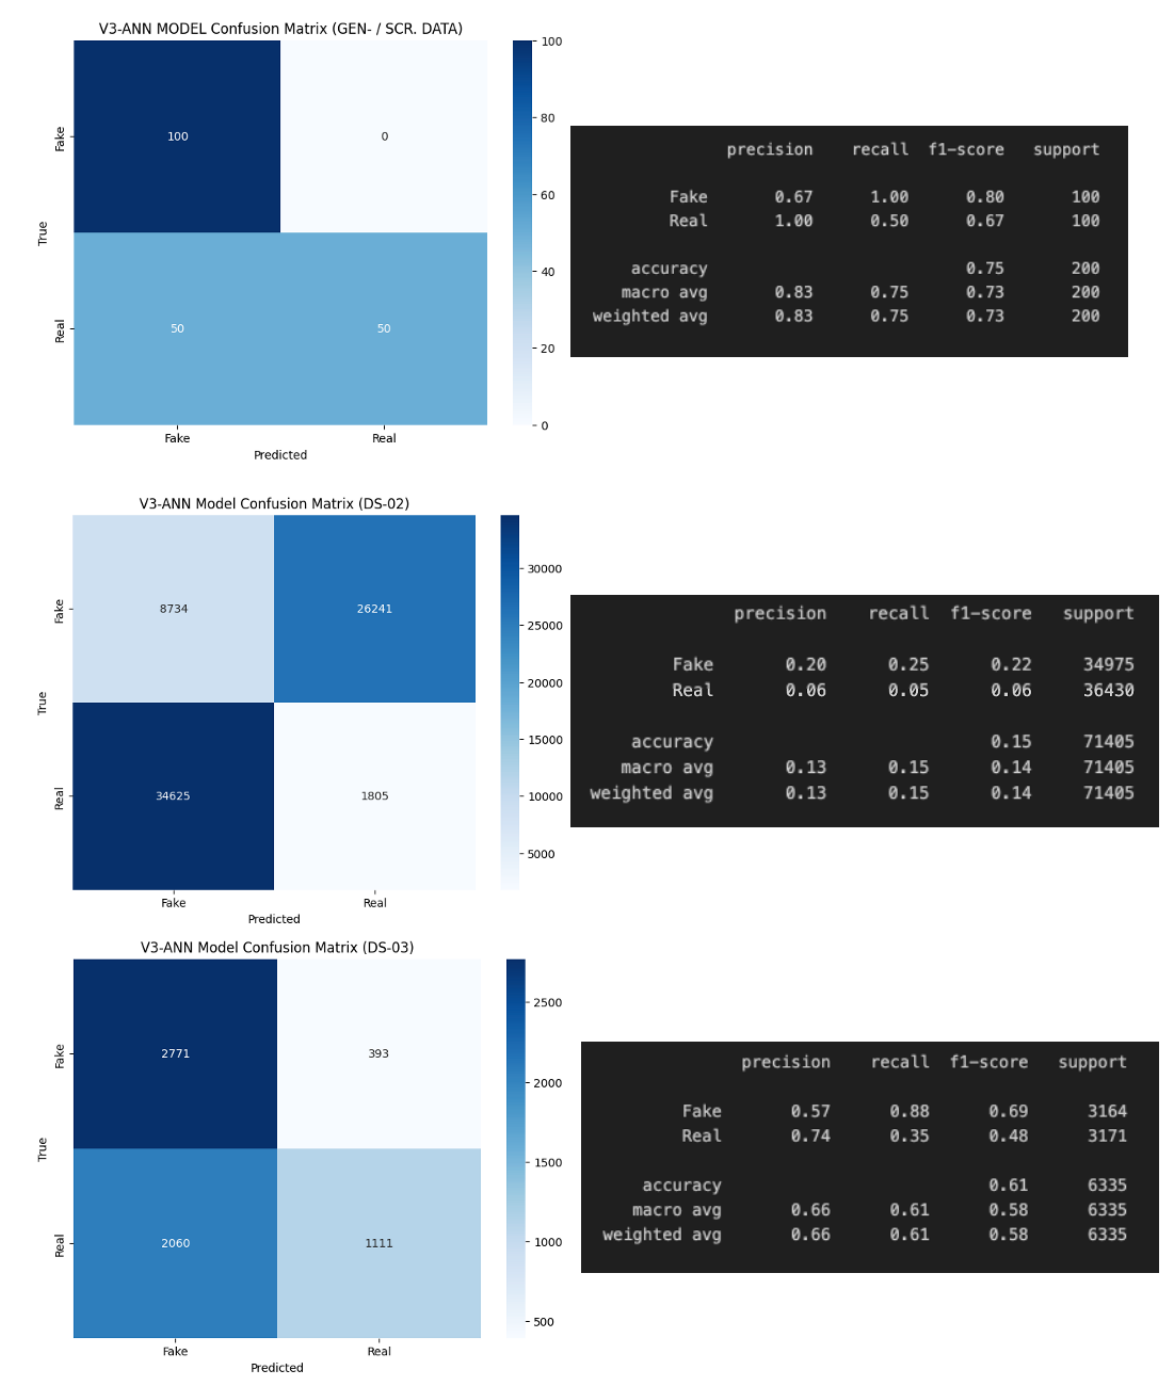 V3-ANN MODEL Confusion Matrix (GEN- / SCR. DATA)
100
0
50
50
Fake
Real
True
Fake
Real
Predicted
100
80
60
40
20
0
precision recall f1-score support
Fake 0.67 1.00 0.80 100
Real 1.00 0.50 0.67 100
accuracy 0.75 200
macro avg 0.83 0.75 0.73 200
weighted avg 0.83 0.75 0.73 200
V3-ANN Model Confusion Matrix (DS-02)
8734
26241
34625
1805
Fake
Real
True
Fake
Real
Predicted
30000
25000
20000
15000
10000
5000
precision recall f1-score support
Fake 0.20 0.25 0.22 34975
Real 0.06 0.05 0.06 36430
accuracy 0.15 71405
macro avg 0.13 0.15 0.14 71405
weighted avg 0.13 0.15 0.14 71405
V3-ANN Model Confusion Matrix (DS-03)
2771
393
2060
1111
Fake
Real
True
Fake
Real
Predicted
2500
2000
1500
1000
500
precision recall f1-score support
Fake 0.57 0.88 0.69 3164
Real 0.74 0.35 0.48 3171
accuracy 0.61 6335
macro avg 0.66 0.61 0.58 6335
weighted avg 0.66 0.61 0.58 6335